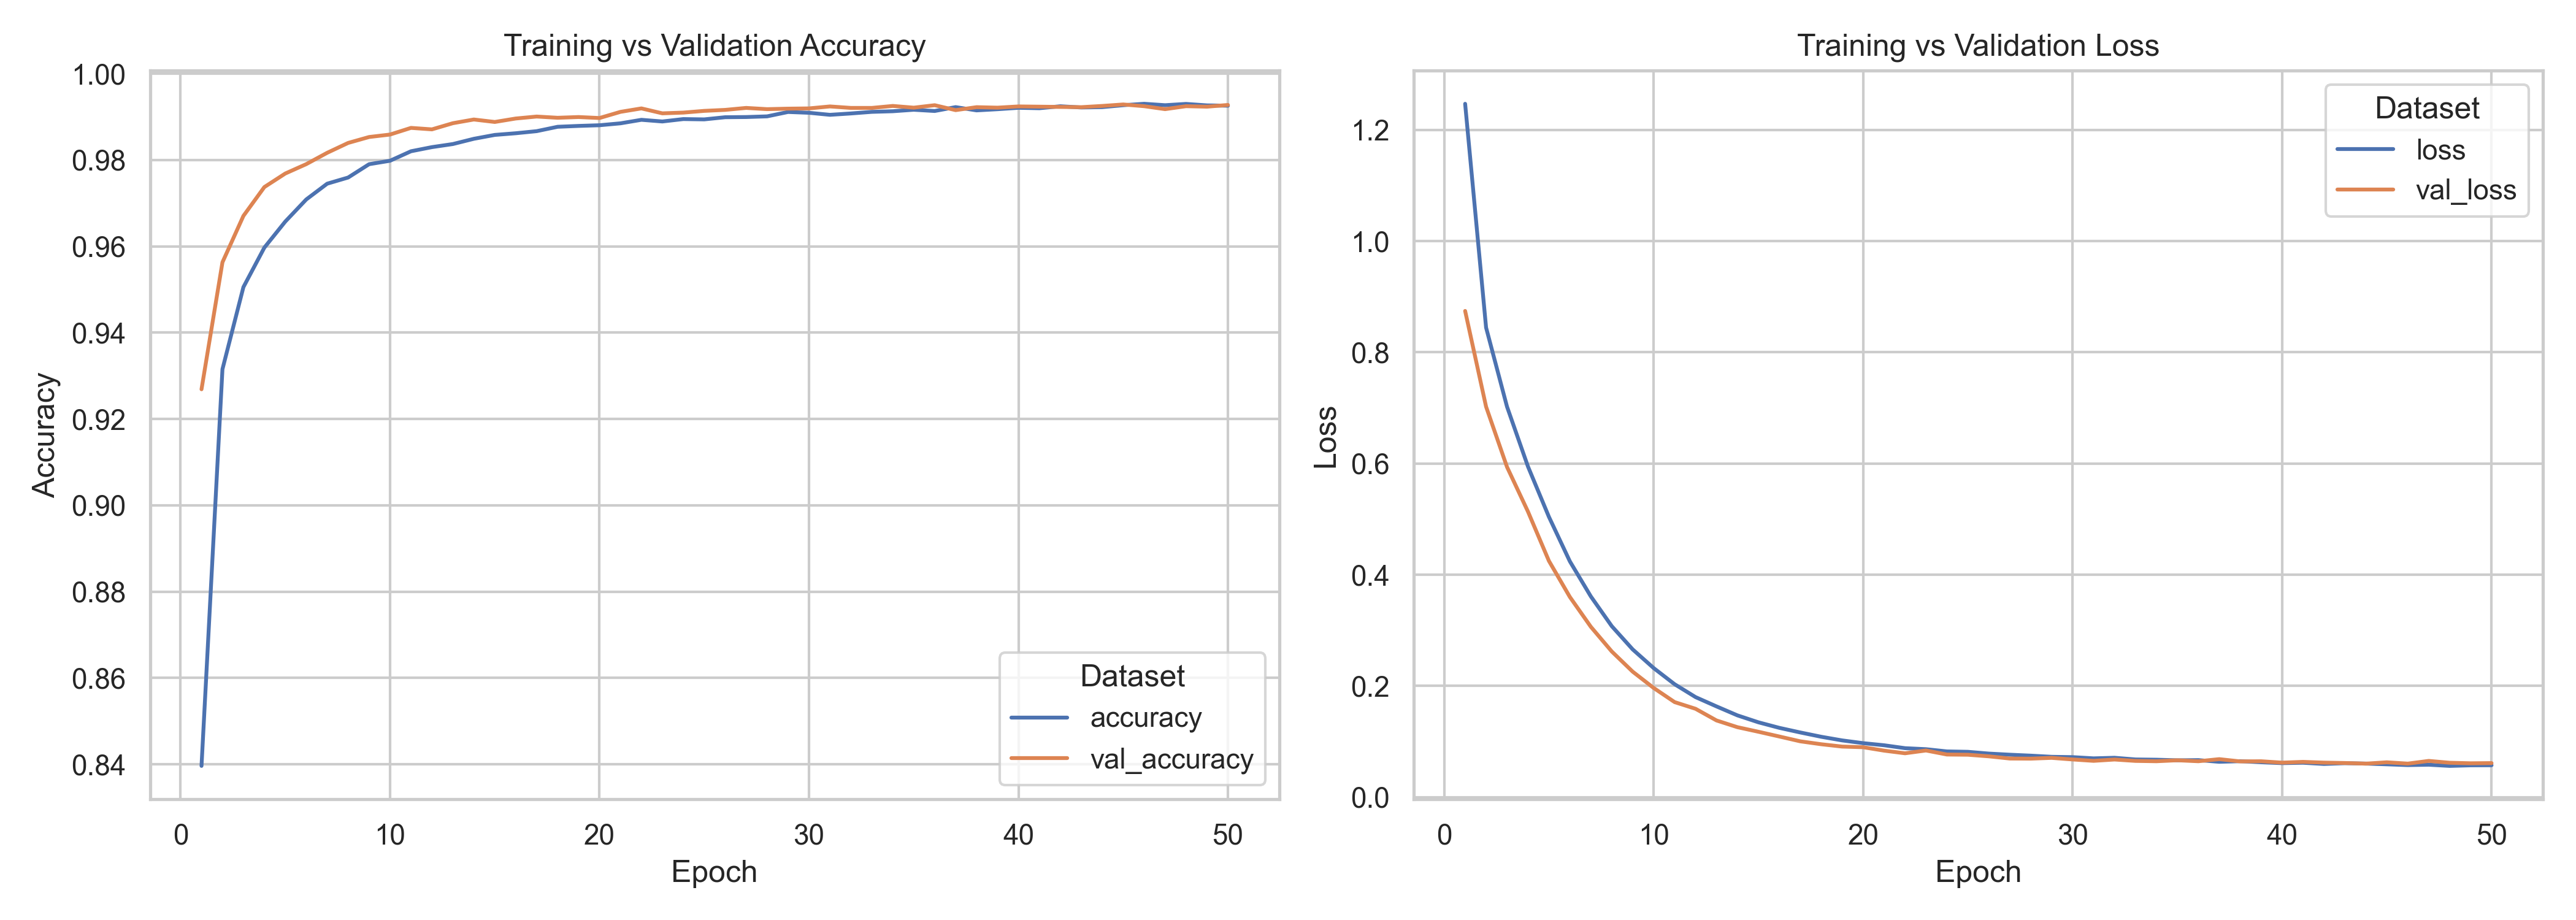 Training vs Validation Accuracy
1.00
0.98
0.96
0.94
0.92
0.90
0.88
0.86
0.84
Accuracy
0
10
20
30
40
50
Epoch
Dataset
accuracy
val_accuracy
Training vs Validation Loss
1.2
1.0
0.8
0.6
0.4
0.2
0.0
Loss
0
10
20
30
40
50
Epoch
Dataset
loss
val_loss